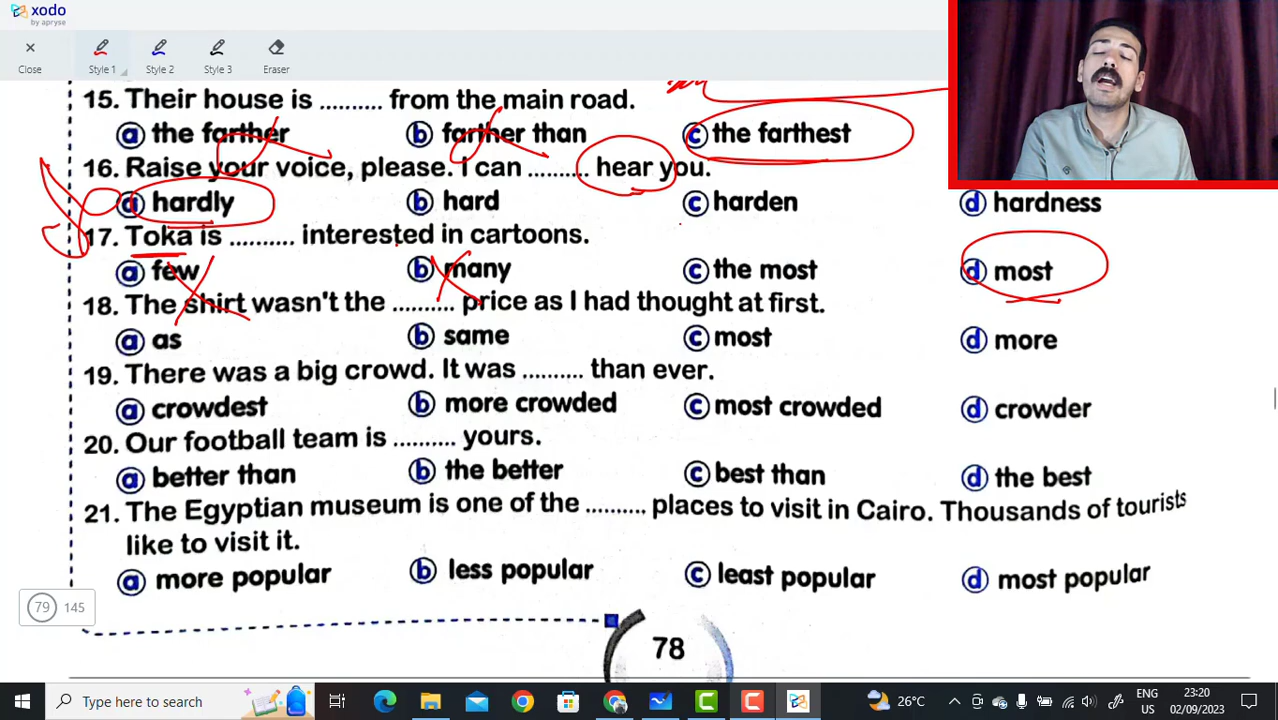 xodo
by apryse
Close
Style 1
Style 2
Style 3
Eraser
15. Their house is .......... from the main road.
a the farther b farther than c the farthest
16. Raise your voice, please. I can .......... hear you.
a hardly b hard c harden d hardness
17. Toka is .......... interested in cartoons.
a few b many c the most d most
18. The shirt wasn't the .......... price as I had thought at first.
a as b same c most d more
19. There was a big crowd. It was .......... than ever.
a crowdest b more crowded c most crowded d crowder
20. Our football team is .......... yours.
a better than b the better c best than d the best
21. The Egyptian museum is one of the .......... places to visit in Cairo. Thousands of tourists
like to visit it.
a more popular b less popular c least popular d most popular
79 145
78
Type here to search
26°C
ENG
US
23:20
02/09/2023